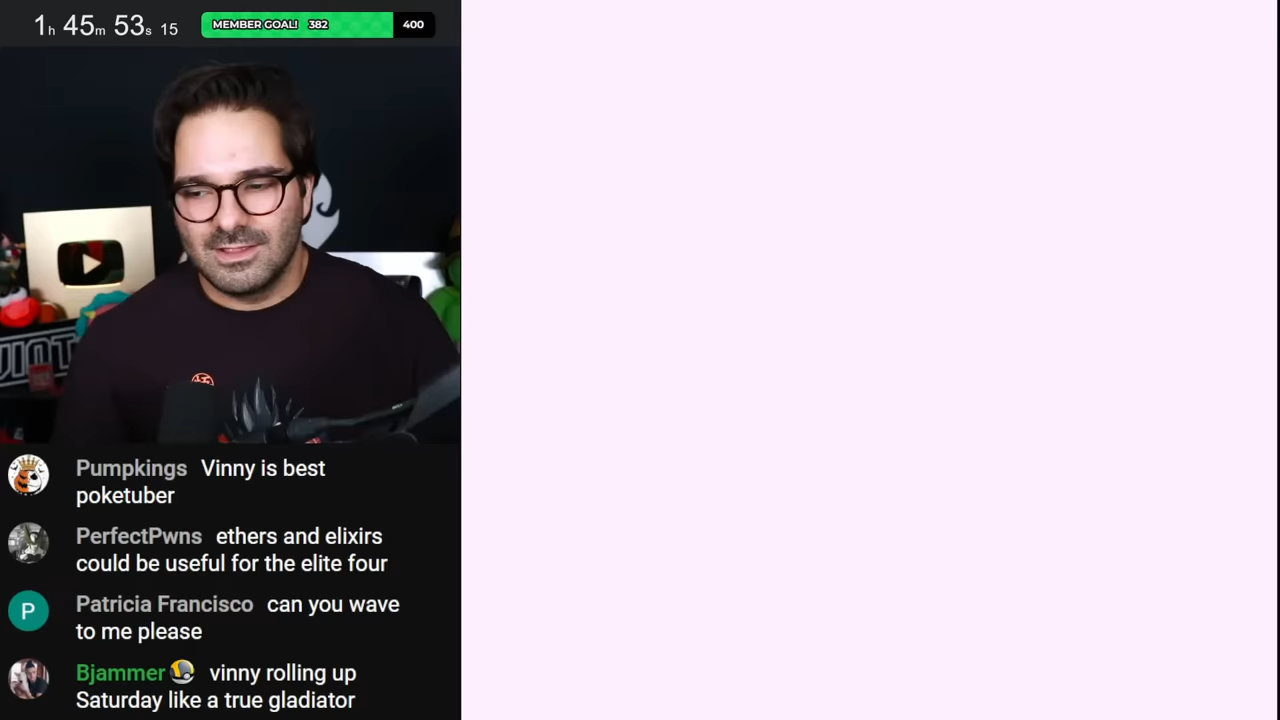 1h 45m 53s 15
MEMBER GOAL! 382
400
Pumpkings Vinny is best
poketuber
PerfectPwns ethers and elixirs
could be useful for the elite four
P
Patricia Francisco can you wave
to me please
Bjammer vinny rolling up
Saturday like a true gladiator